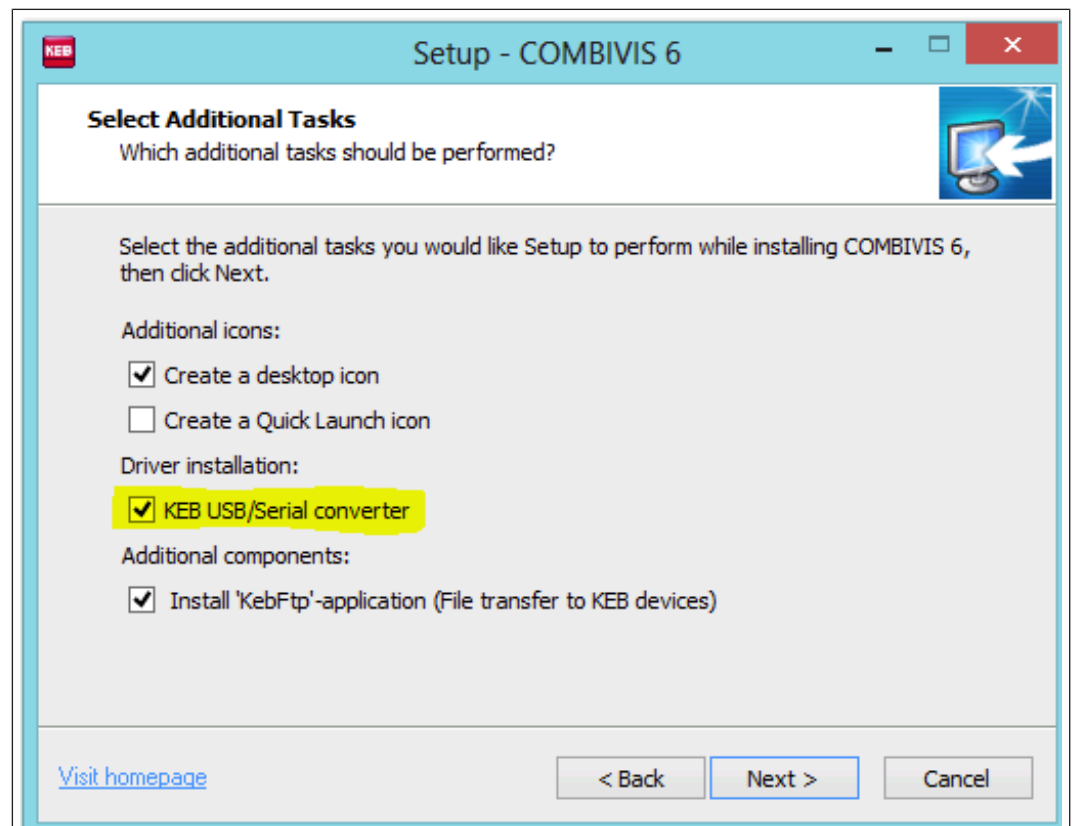 KEB
Setup - COMBIVIS 6
Select Additional Tasks
Which additional tasks should be performed?
Select the additional tasks you would like Setup to perform while installing COMBIVIS 6,
then click Next.
Additional icons:
Create a desktop icon
Create a Quick Launch icon
Driver installation:
KEB USB/Serial converter
Additional components:
Install 'KebFtp'-application (File transfer to KEB devices)
Visit homepage
< Back
Next >
Cancel